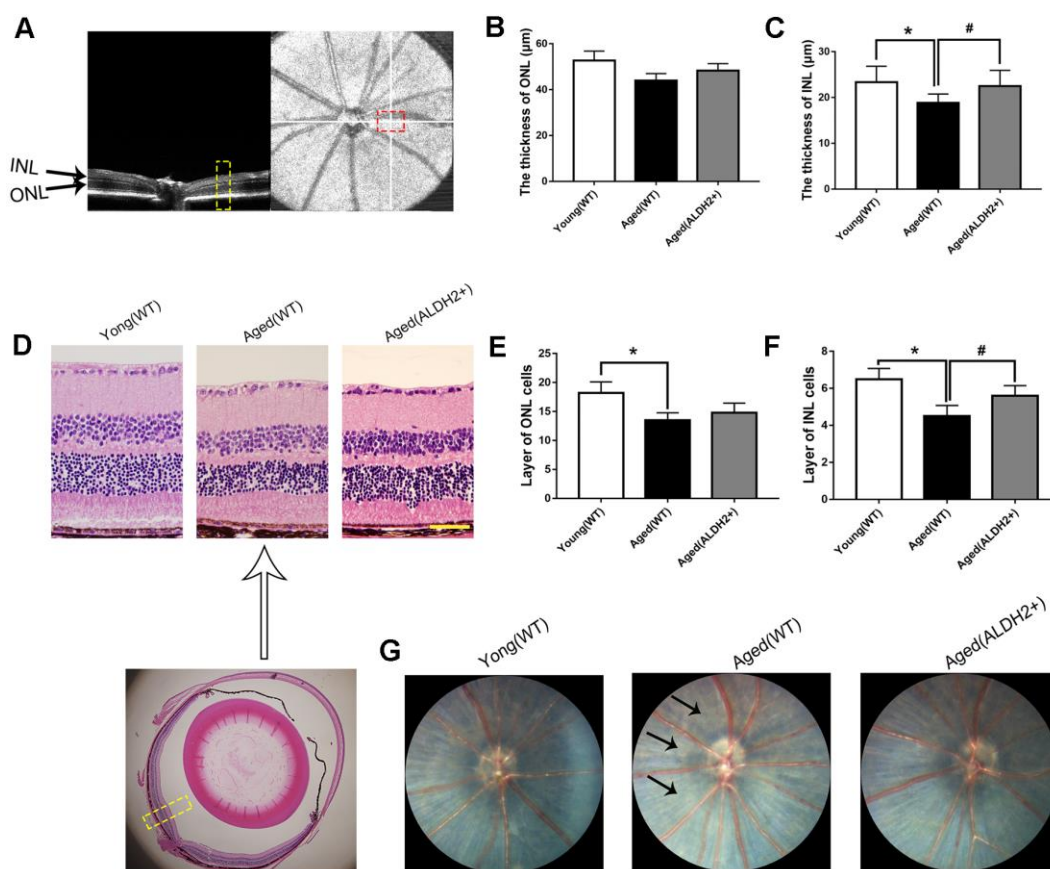 A
INL
ONL
B
The thickness of ONL (µm)
60
40
20
0
Young(WT)
Aged(WT)
Aged(ALDH2+)
C
The thickness of INL (µm)
30
20
10
0
*
#
Young(WT)
Aged(WT)
Aged(ALDH2+)
D
Yong(WT)
Aged(WT)
Aged(ALDH2+)
E
Layer of ONL cells
25
20
15
10
5
0
*
Young(WT)
Aged(WT)
Aged(ALDH2+)
F
Layer of INL cells
8
6
4
2
0
*
#
Young(WT)
Aged(WT)
Aged(ALDH2+)
G
Yong(WT)
Aged(WT)
Aged(ALDH2+)